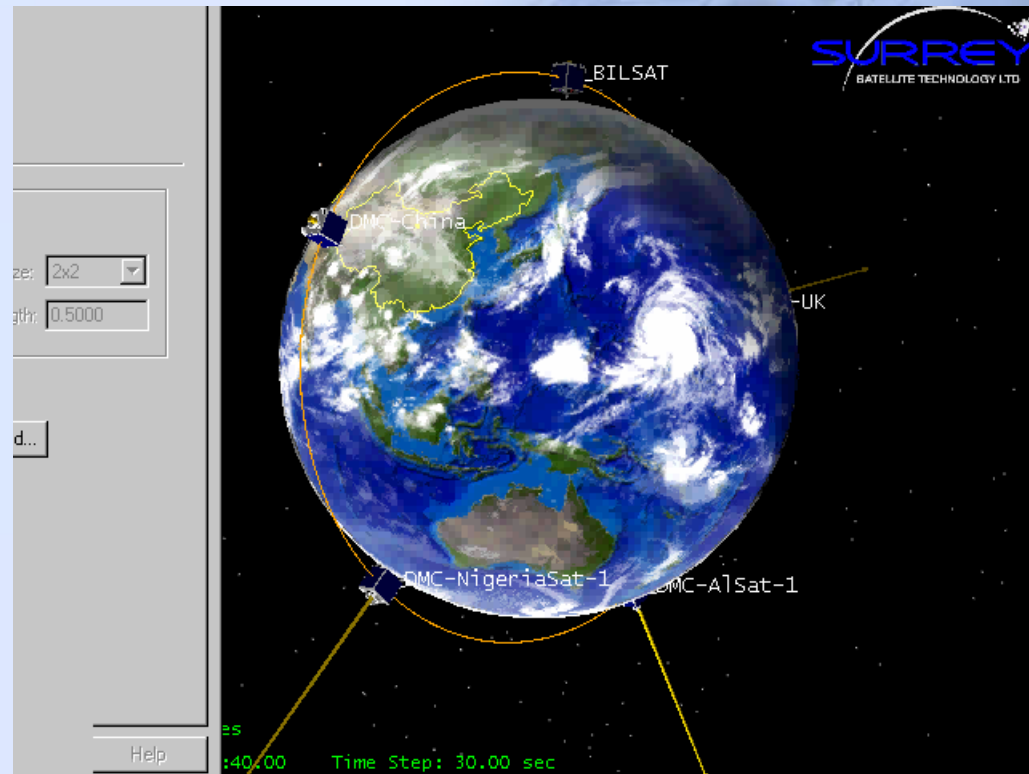 _BILSAT
SURREY
SATELLITE TECHNOLOGY LTD
DMC-China
ze: 2x2
-UK
gth: 0.5000
d...
DMC-NigeriaSat-1
DMC-AlSat-1
es
Help
:40.00 Time Step: 30.00 sec